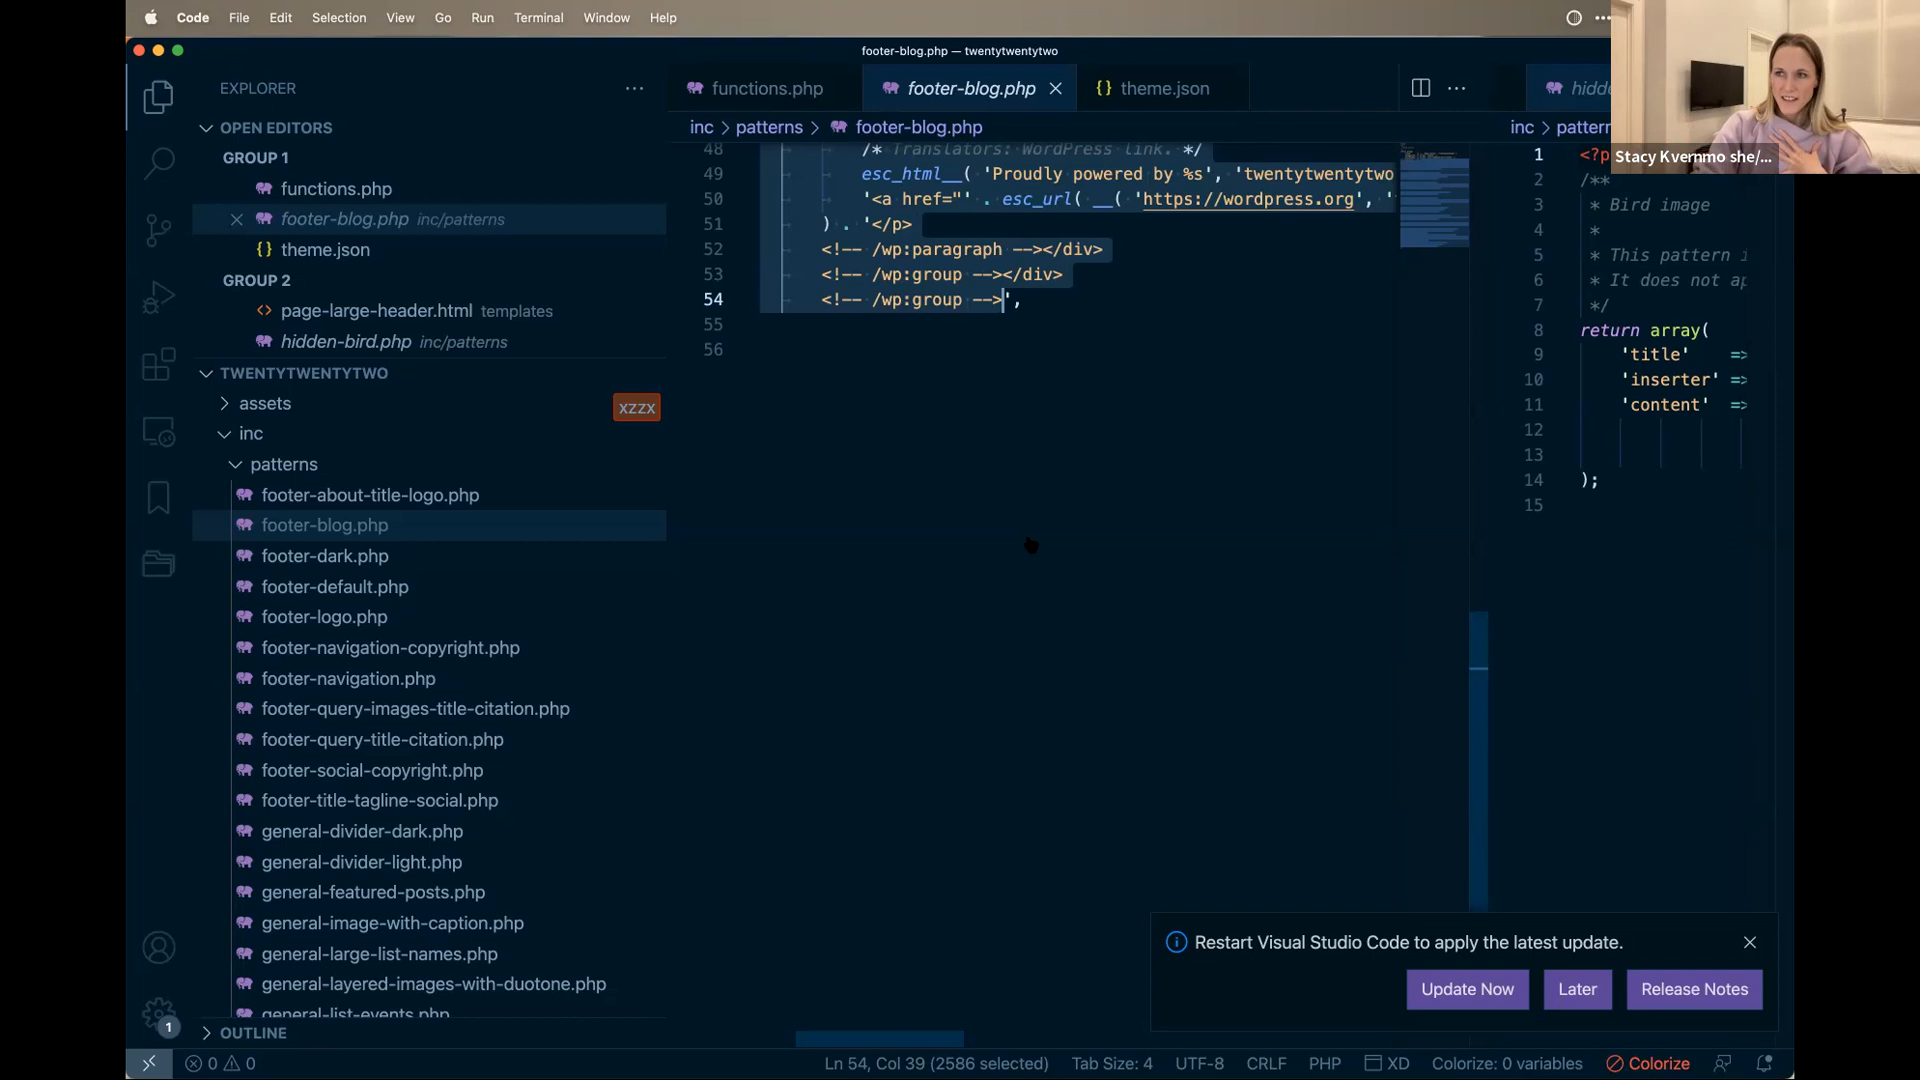 Code File Edit Selection View Go Run Terminal Window Help
footer-blog.php — twentytwentytwo
Stacy Kvernmo she/...
EXPLORER
OPEN EDITORS
GROUP 1
functions.php
footer-blog.php inc/patterns
theme.json
GROUP 2
page-large-header.html templates
hidden-bird.php inc/patterns
TWENTYTWENTYTWO
assets
XZZX
inc
patterns
footer-about-title-logo.php
footer-blog.php
footer-dark.php
footer-default.php
footer-logo.php
footer-navigation-copyright.php
footer-navigation.php
footer-query-images-title-citation.php
footer-query-title-citation.php
footer-social-copyright.php
footer-title-tagline-social.php
general-divider-dark.php
general-divider-light.php
general-featured-posts.php
general-image-with-caption.php
general-large-list-names.php
general-layered-images-with-duotone.php
general-list-events.php
OUTLINE
functions.php footer-blog.php {} theme.json
inc > patterns > footer-blog.php
48 /* Translators: WordPress link. */
49 esc_html__( 'Proudly powered by %s', 'twentytwentytwo
50 '<a href="' . esc_url( __( 'https://wordpress.org', '
51 ) . '</p>
52 <!-- /wp:paragraph --></div>
53 <!-- /wp:group --></div>
54 <!-- /wp:group -->',
55
56
inc > pattern
1 <?p
2 /**
3 * Bird image
4 *
5 * This pattern i
6 * It does not ap
7 */
8 return array(
9 'title' =>
10 'inserter' =>
11 'content' =>
12
13
14 );
15
Restart Visual Studio Code to apply the latest update.
Update Now Later Release Notes
1
0 0 Ln 54, Col 39 (2586 selected) Tab Size: 4 UTF-8 CRLF PHP XD Colorize: 0 variables Colorize